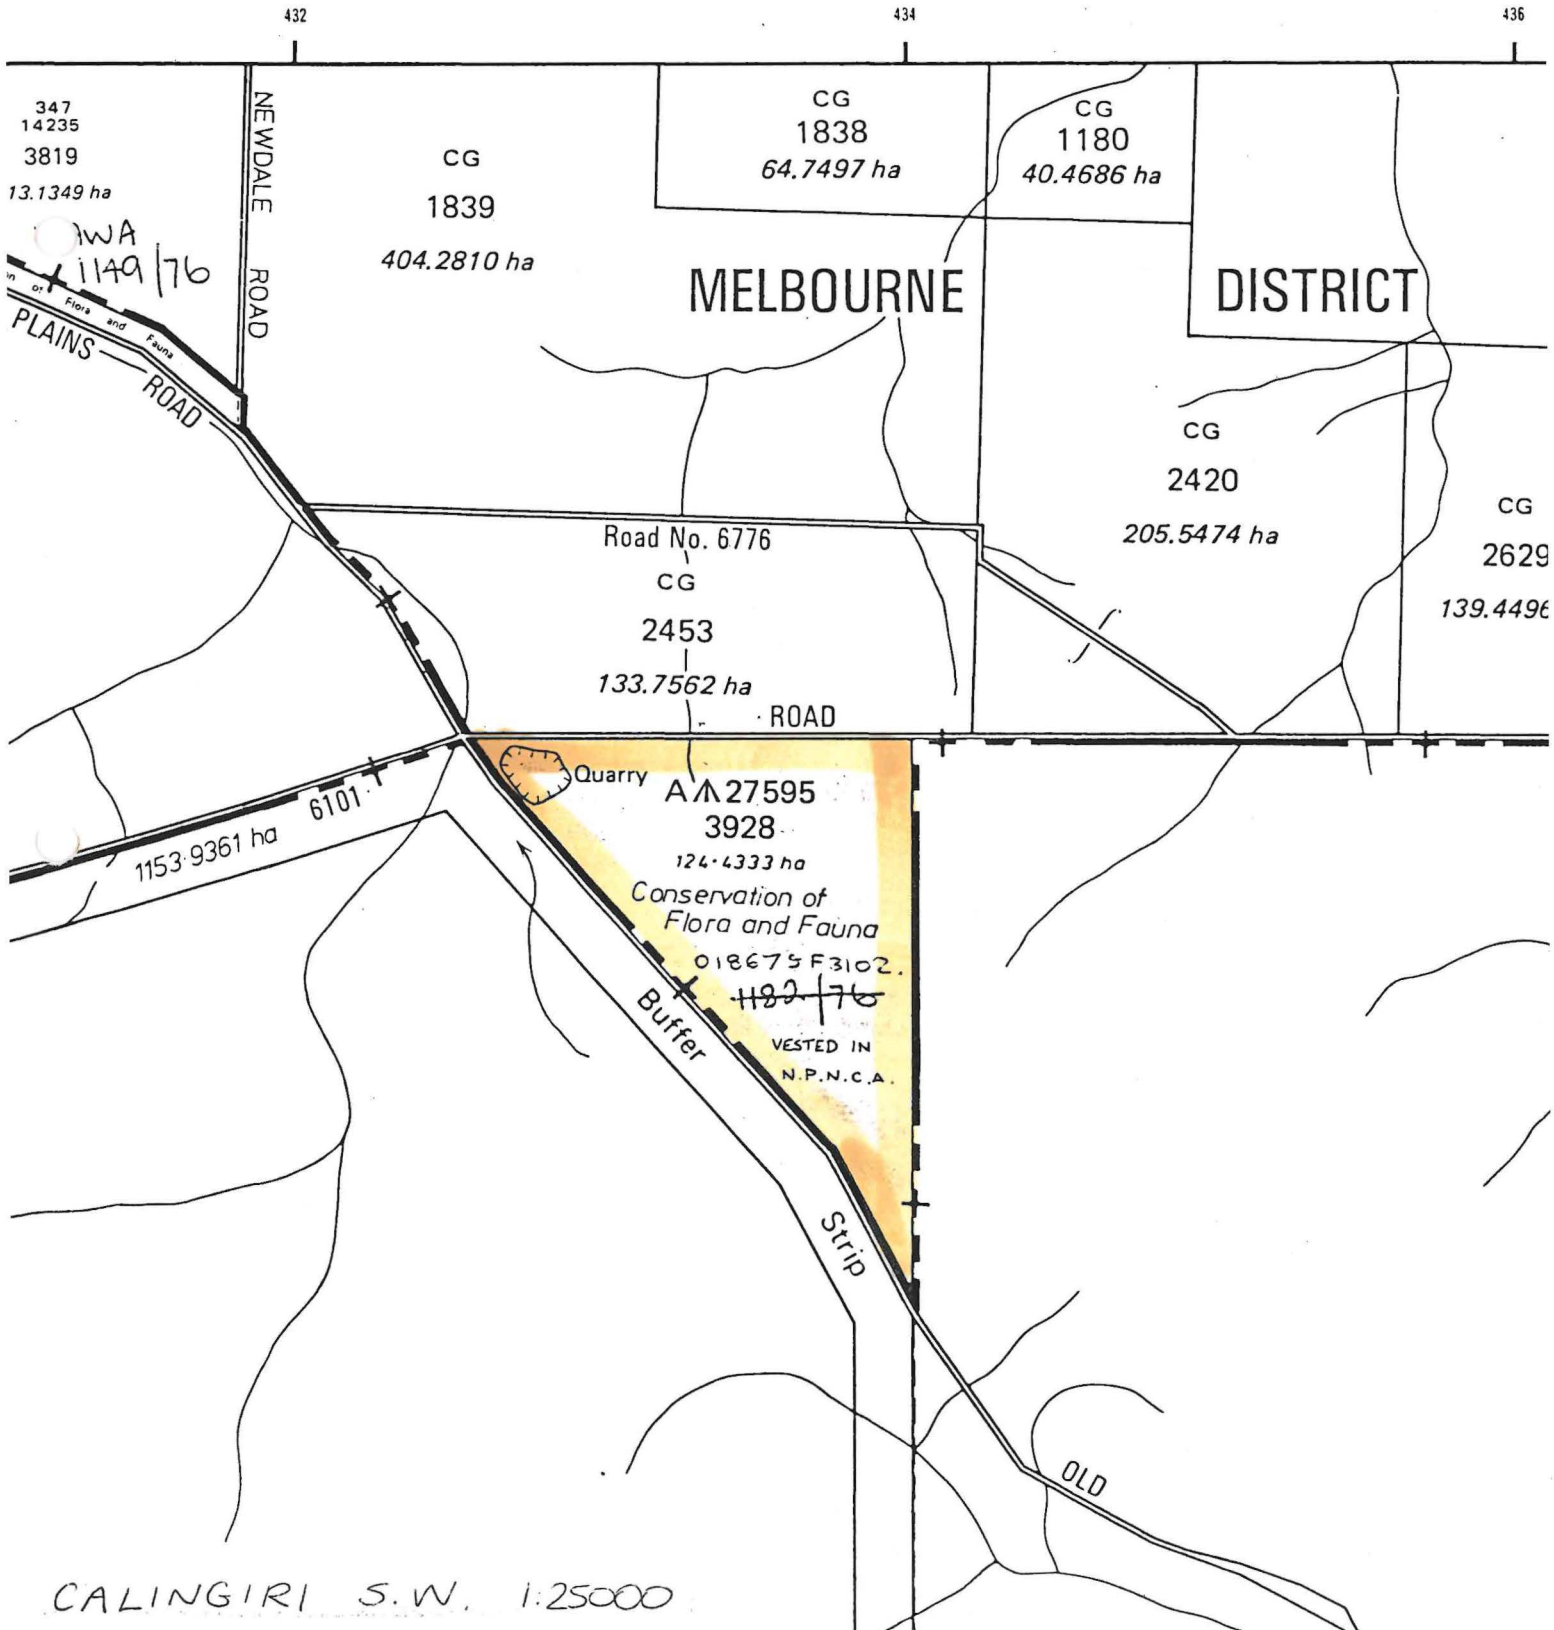 432
434
436
347
14235
3819
13.1349 ha
1149/76
of Flora and Fauna
PLAINS
ROAD
NEWDALE ROAD
CG
1839
404.2810 ha
CG
1838
64.7497 ha
CG
1180
40.4686 ha
MELBOURNE DISTRICT
CG
2420
205.5474 ha
CG
2629
139.4496
Road No. 6776
CG
2453
133.7562 ha
ROAD
6101
1153.9361 ha
Quarry
A 27595
3928
124.4333 ha
Conservation of
Flora and Fauna
018675F3102.
1182/76
VESTED IN
N.P.N.C.A.
Buffer
Strip
OLD
CALINGIRI S.W. 1:25000